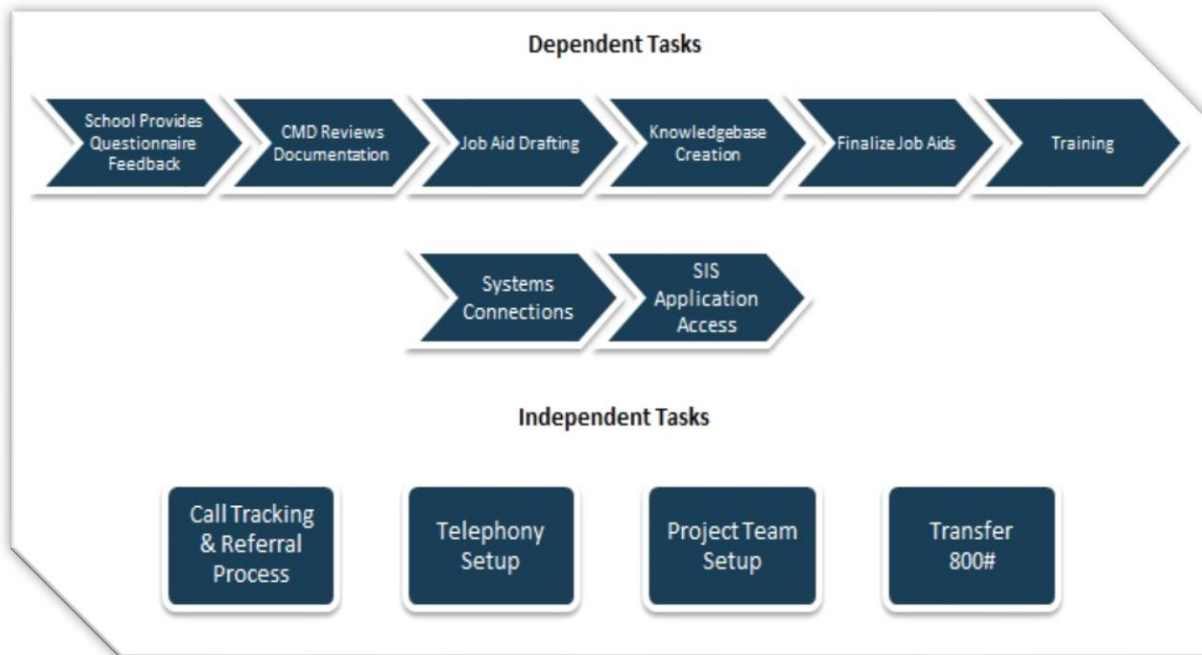 Dependent Tasks
School Provides
Questionnaire
Feedback
CMD Reviews
Documentation
Job Aid Drafting
Knowledgebase
Creation
Finalize Job Aids
Training
Systems
Connections
SIS
Application
Access
Independent Tasks
Call Tracking
& Referral
Process
Telephony
Setup
Project Team
Setup
Transfer
800#